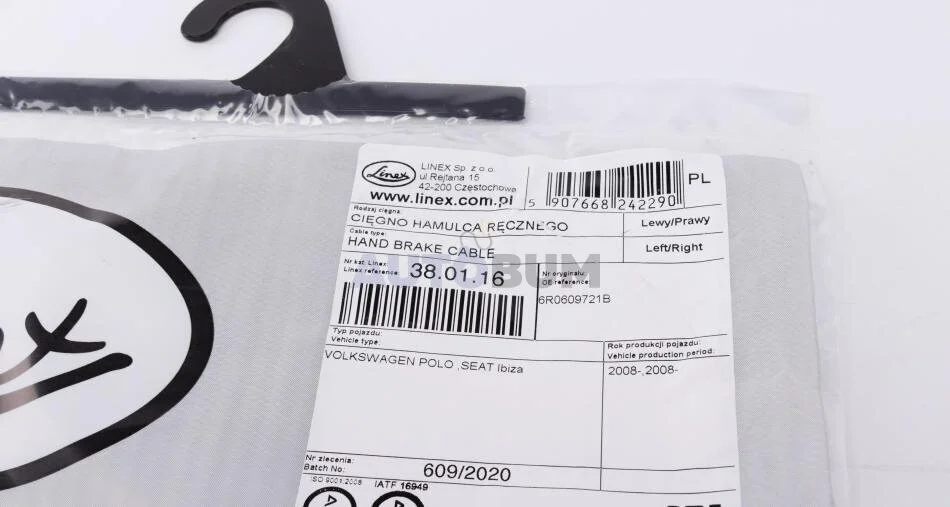 Linex
LINEX Sp. z o.o.
ul Rejtana 15
42-200 Częstochowa
www.linex.com.pl
5 907668 242290
PL
Rodzaj cięgna:
CIĘGNO HAMULCA RĘCZNEGO
Lewy/Prawy
Cable type:
HAND BRAKE CABLE
Left/Right
AUTOBUM
Nr kat. Linex:
Linex reference:
38.01.16
Nr oryginału:
OE reference:
6R0609721B
Typ pojazdu:
Vehicle type:
VOLKSWAGEN POLO ,SEAT Ibiza
Rok produkcji pojazdu:
Vehicle production period:
2008-,2008-
Nr zlecenia:
Batch No:
609/2020
ISO 9001:2008
IATF 16949